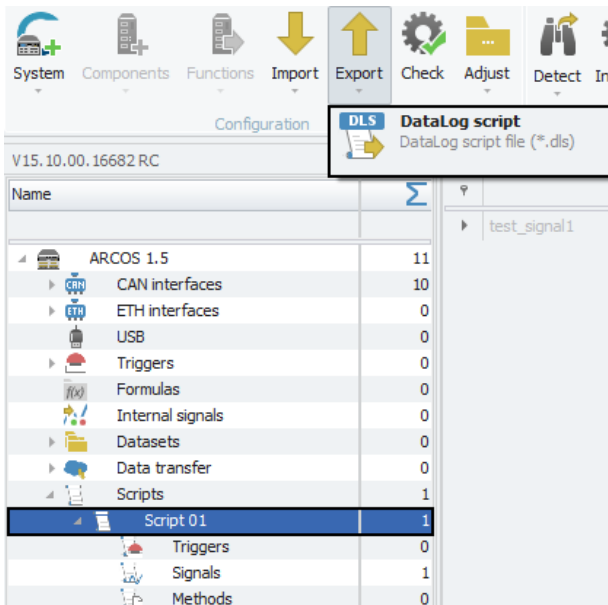 System Components Functions Import Export Check Adjust Detect
Configuration
DLS DataLog script
DataLog script file (*.dls)
V15.10.00.16682 RC
Name Σ
test_signal1
ARCOS 1.5 11
CAN CAN interfaces 10
ETH ETH interfaces 0
USB 0
Triggers 0
f(x) Formulas 0
Internal signals 0
Datasets 0
Data transfer 0
Scripts 1
Script 01 1
Triggers 0
Signals 1
Methods 0